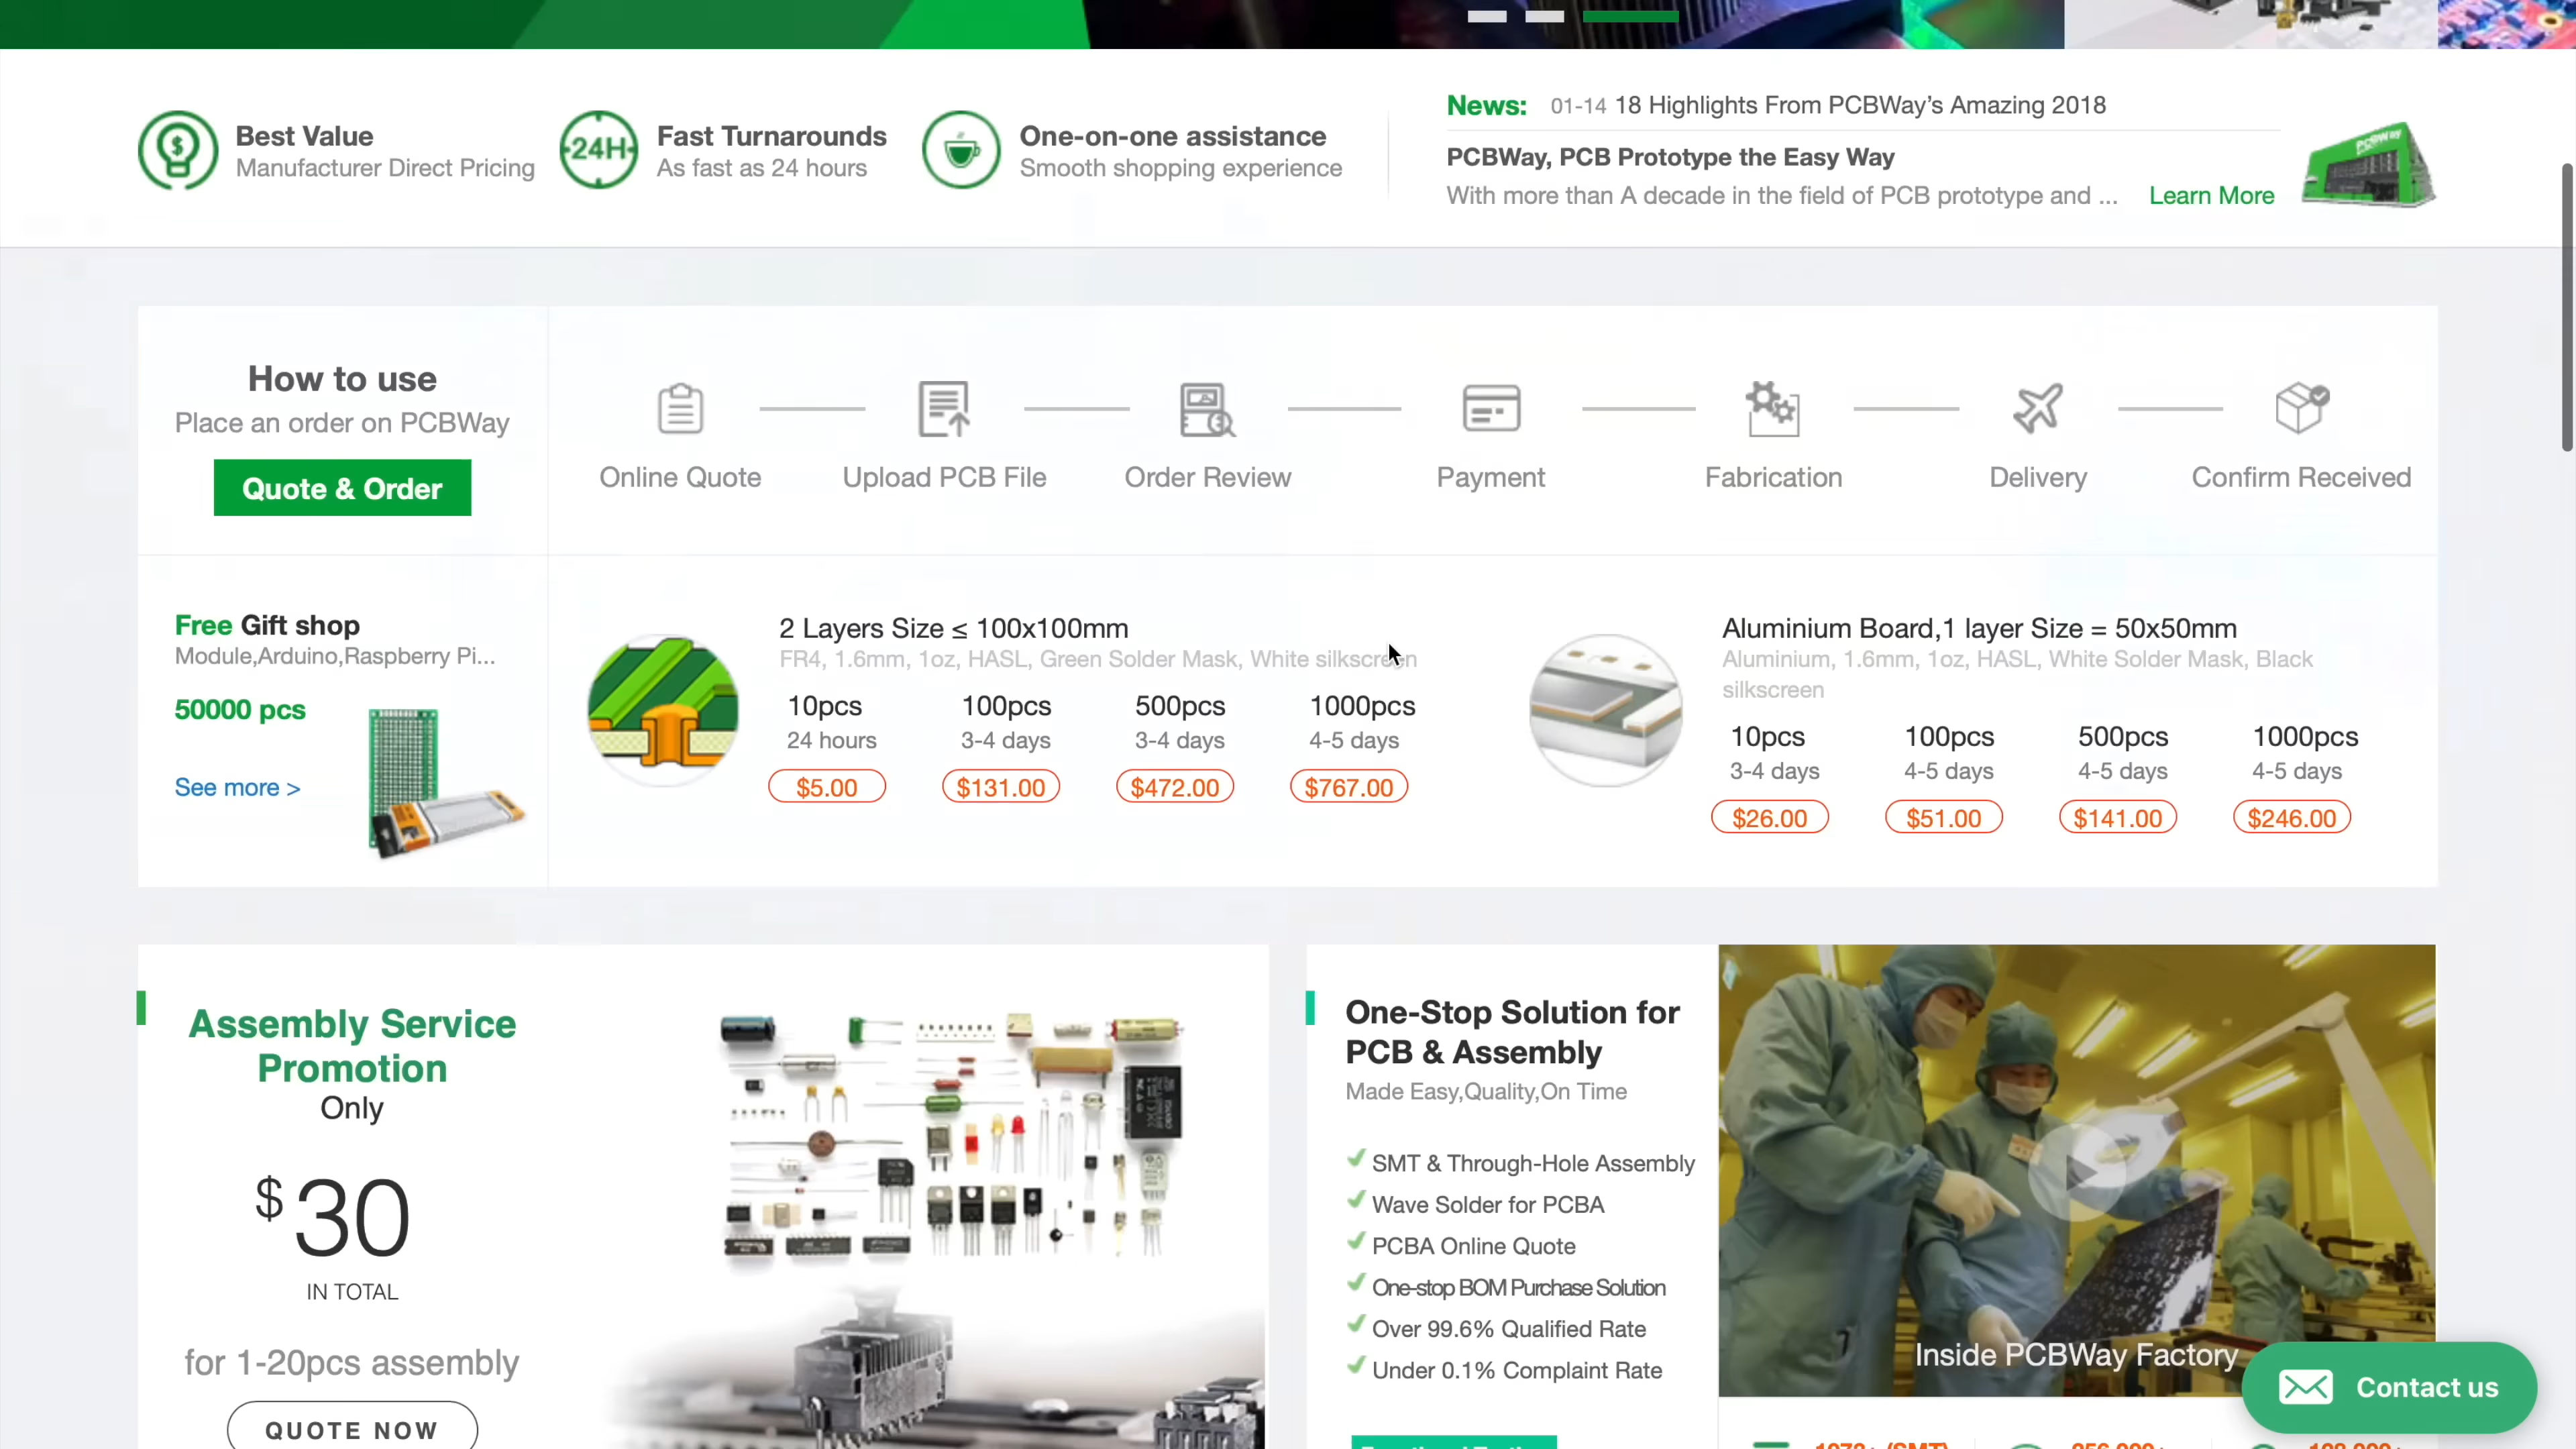 Best Value
Manufacturer Direct Pricing
24H
Fast Turnarounds
As fast as 24 hours
One-on-one assistance
Smooth shopping experience
News: 01-14 18 Highlights From PCBWay's Amazing 2018
PCBWay, PCB Prototype the Easy Way
With more than A decade in the field of PCB prototype and ... Learn More
PCBWay
How to use
Place an order on PCBWay
Quote & Order
Online Quote
Upload PCB File
Order Review
Payment
Fabrication
Delivery
Confirm Received
Free Gift shop
Module,Arduino,Raspberry Pi...
50000 pcs
See more >
2 Layers Size ≤ 100x100mm
FR4, 1.6mm, 1oz, HASL, Green Solder Mask, White silkscreen
10pcs 100pcs 500pcs 1000pcs
24 hours 3-4 days 3-4 days 4-5 days
$5.00 $131.00 $472.00 $767.00
Aluminium Board,1 layer Size = 50x50mm
Aluminium, 1.6mm, 1oz, HASL, White Solder Mask, Black
silkscreen
10pcs 100pcs 500pcs 1000pcs
3-4 days 4-5 days 4-5 days 4-5 days
$26.00 $51.00 $141.00 $246.00
Assembly Service
Promotion
Only
$30
IN TOTAL
for 1-20pcs assembly
QUOTE NOW
One-Stop Solution for
PCB & Assembly
Made Easy,Quality,On Time
SMT & Through-Hole Assembly
Wave Solder for PCBA
PCBA Online Quote
One-stop BOM Purchase Solution
Over 99.6% Qualified Rate
Under 0.1% Complaint Rate
Inside PCBWay Factory
Contact us